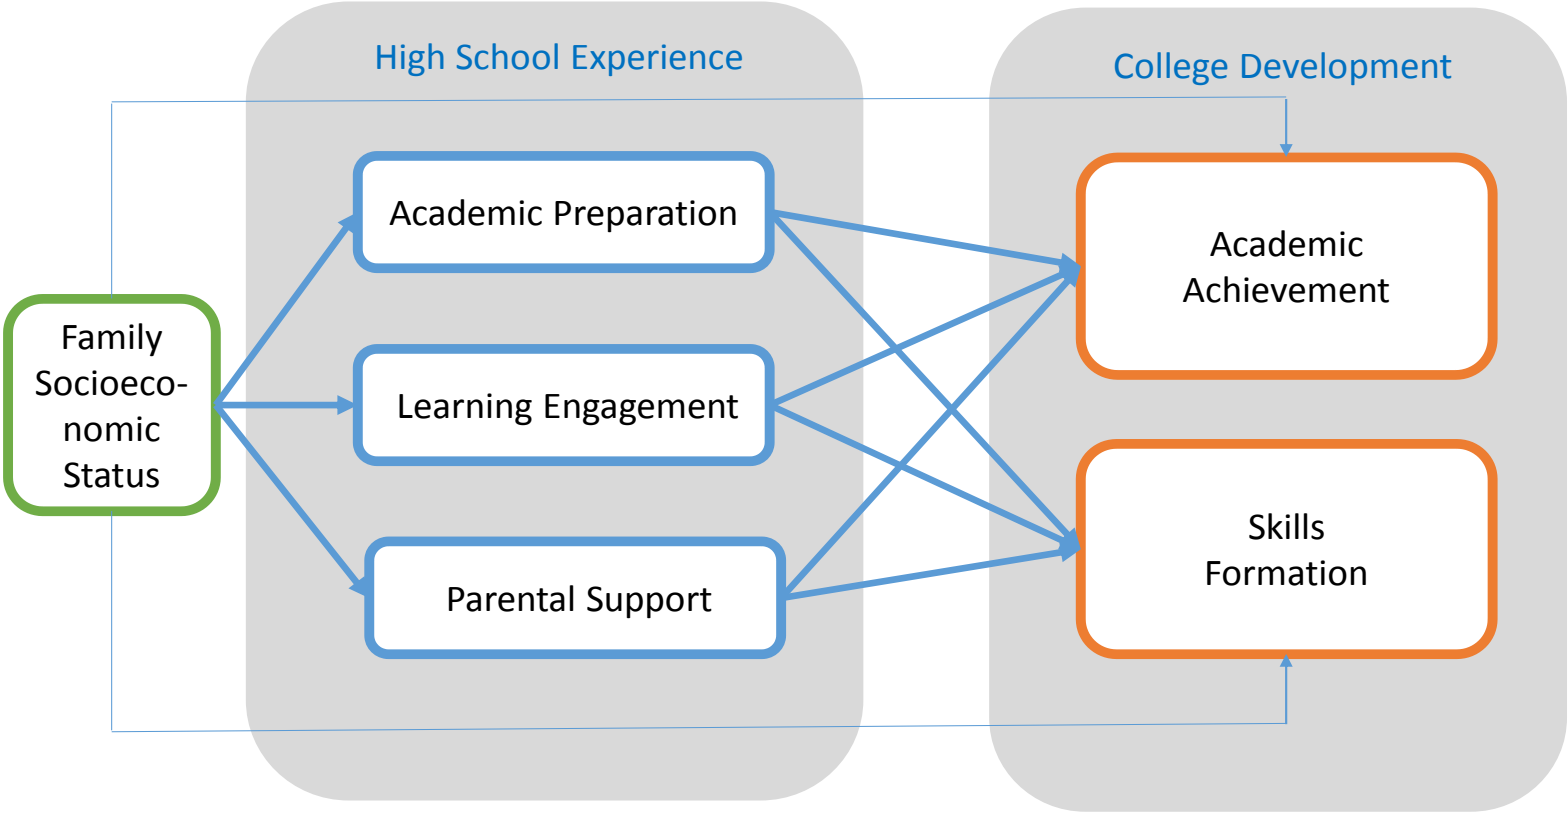 High School Experience
College Development
Academic Preparation
Academic
Achievement
Family
Socioeco-
nomic
Status
Learning Engagement
Skills
Formation
Parental Support